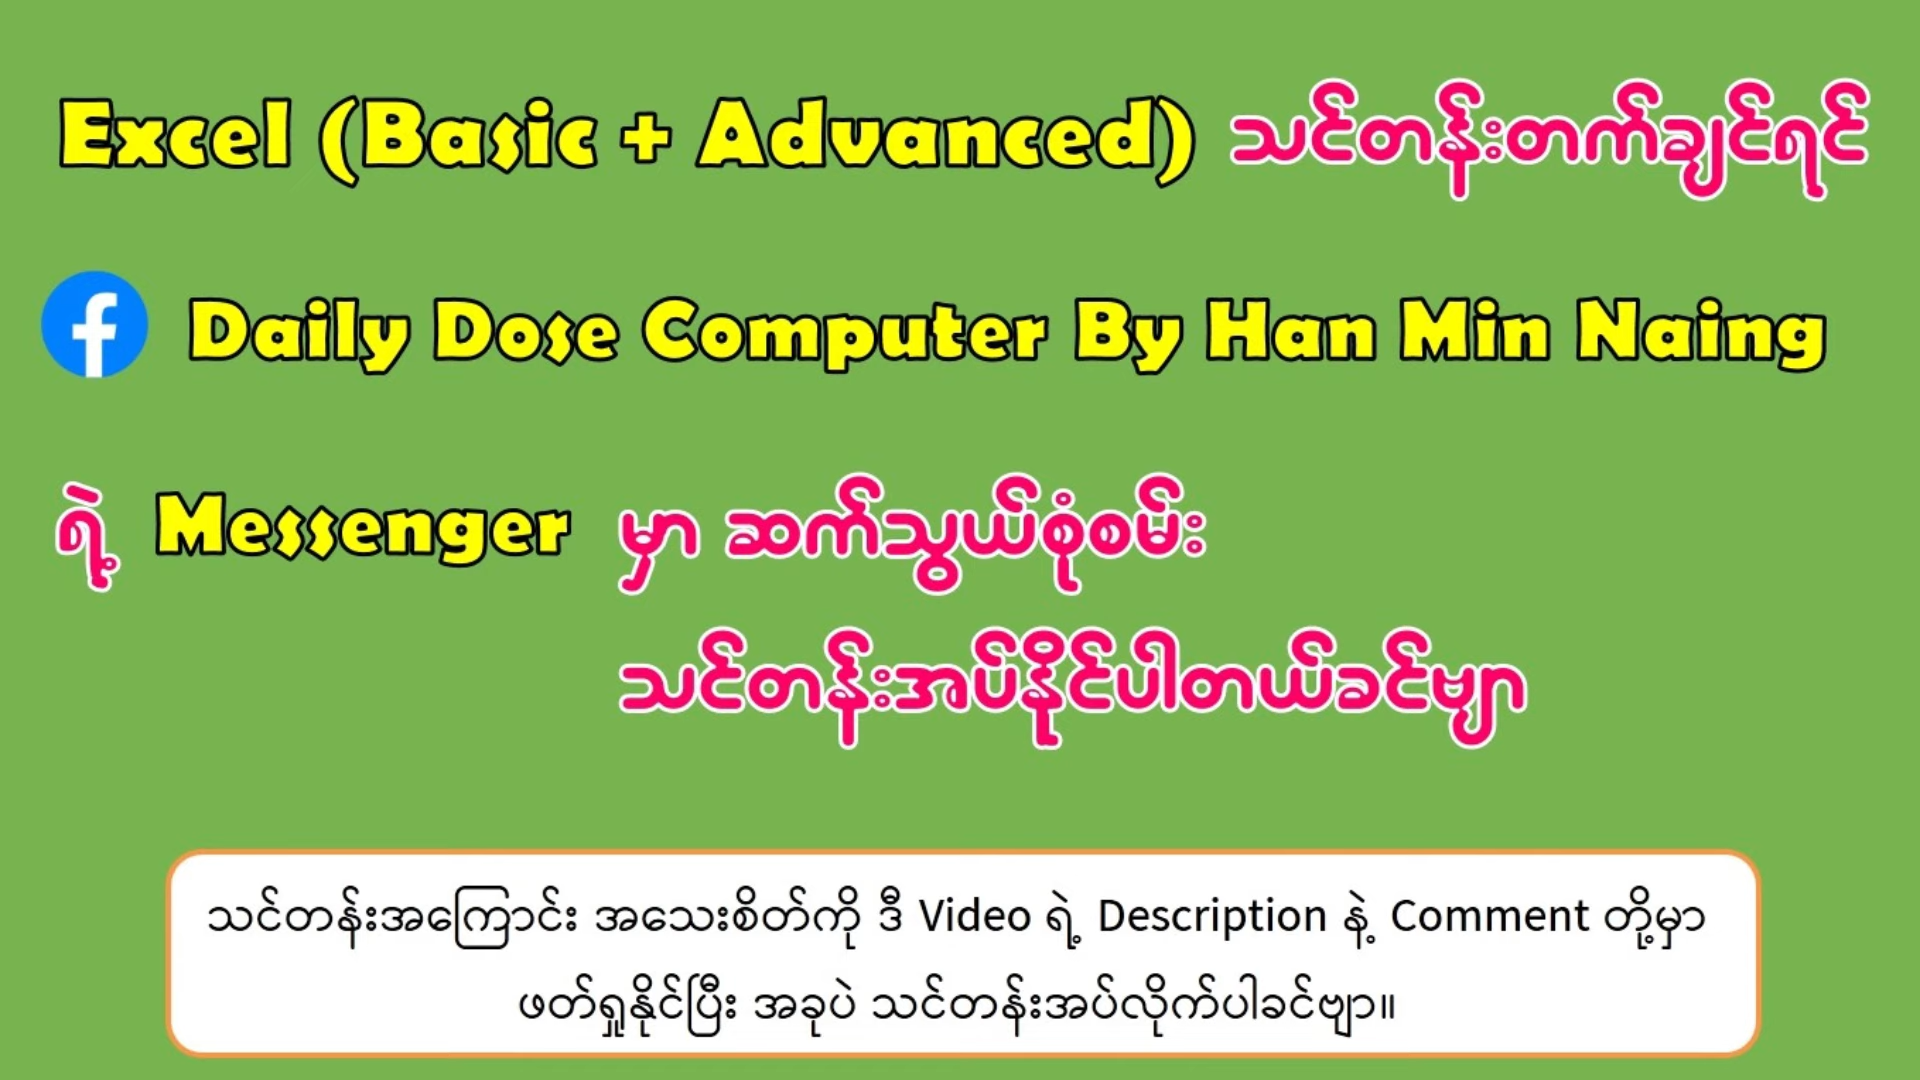 Excel (Basic + Advanced) သင်တန်းတက်ချင်ရင်
Daily Dose Computer By Han Min Naing
ရဲ့ Messenger မှာ ဆက်သွယ်စုံစမ်း
သင်တန်းအပ်နိုင်ပါတယ်ခင်ဗျာ
သင်တန်းအကြောင်း အသေးစိတ်ကို ဒီ Video ရဲ့ Description နဲ့ Comment တို့မှာ
ဖတ်ရှုနိုင်ပြီး အခုပဲ သင်တန်းအပ်လိုက်ပါခင်ဗျာ။